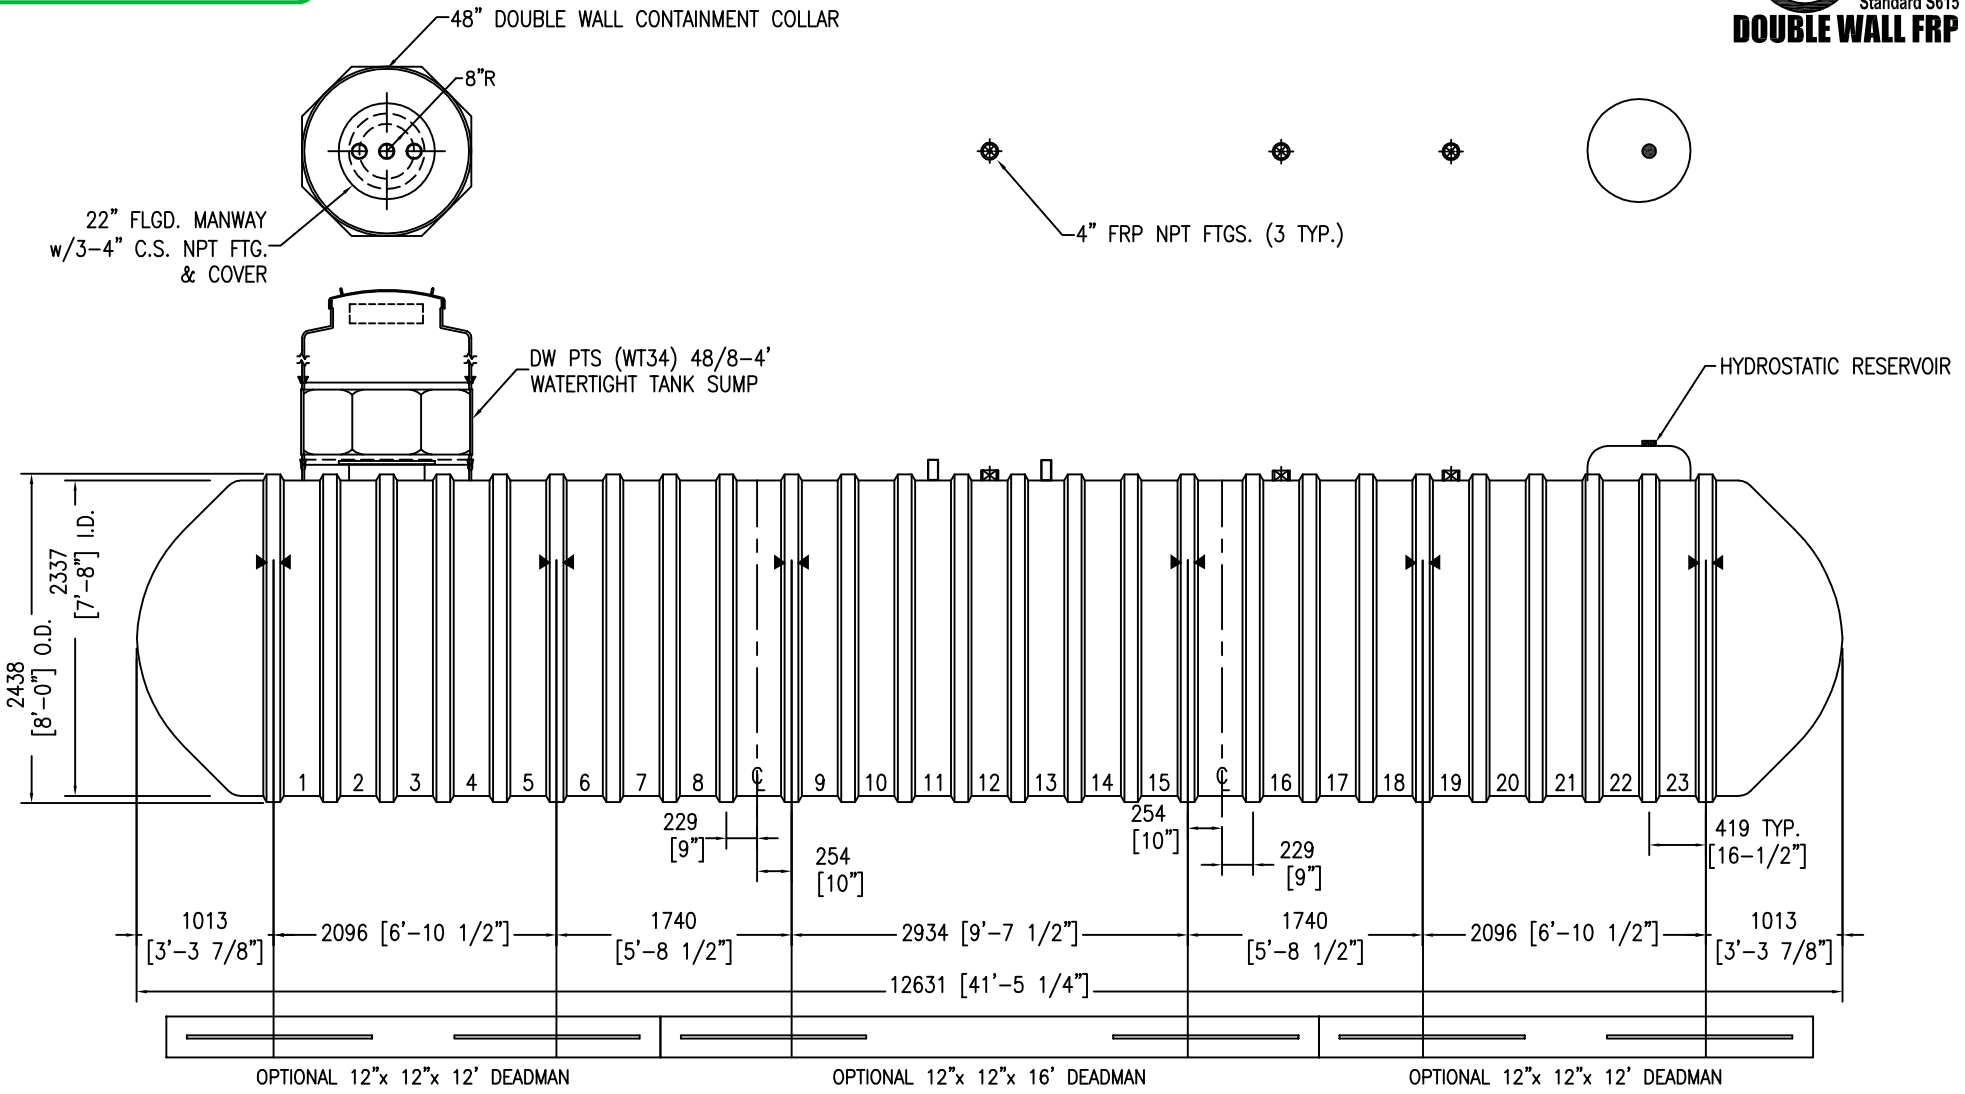 48" DOUBLE WALL CONTAINMENT COLLAR
Standard S615
DOUBLE WALL FRP
8"R
22" FLGD. MANWAY
w/3-4" C.S. NPT FTG.
& COVER
4" FRP NPT FTGS. (3 TYP.)
DW PTS (WT34) 48/8-4'
WATERTIGHT TANK SUMP
HYDROSTATIC RESERVOIR
2438
[8'-0"] O.D.
2337
[7'-8"] I.D.
1 2 3 4 5 6 7 8 ℄ 9 10 11 12 13 14 15 ℄ 16 17 18 19 20 21 22 23
229
[9"]
254
[10"]
254
[10"]
229
[9"]
419 TYP.
[16-1/2"]
1013
[3'-3 7/8"]
2096 [6'-10 1/2"]
1740
[5'-8 1/2"]
2934 [9'-7 1/2"]
1740
[5'-8 1/2"]
2096 [6'-10 1/2"]
1013
[3'-3 7/8"]
12631 [41'-5 1/4"]
OPTIONAL 12"x 12"x 12' DEADMAN
OPTIONAL 12"x 12"x 16' DEADMAN
OPTIONAL 12"x 12"x 12' DEADMAN